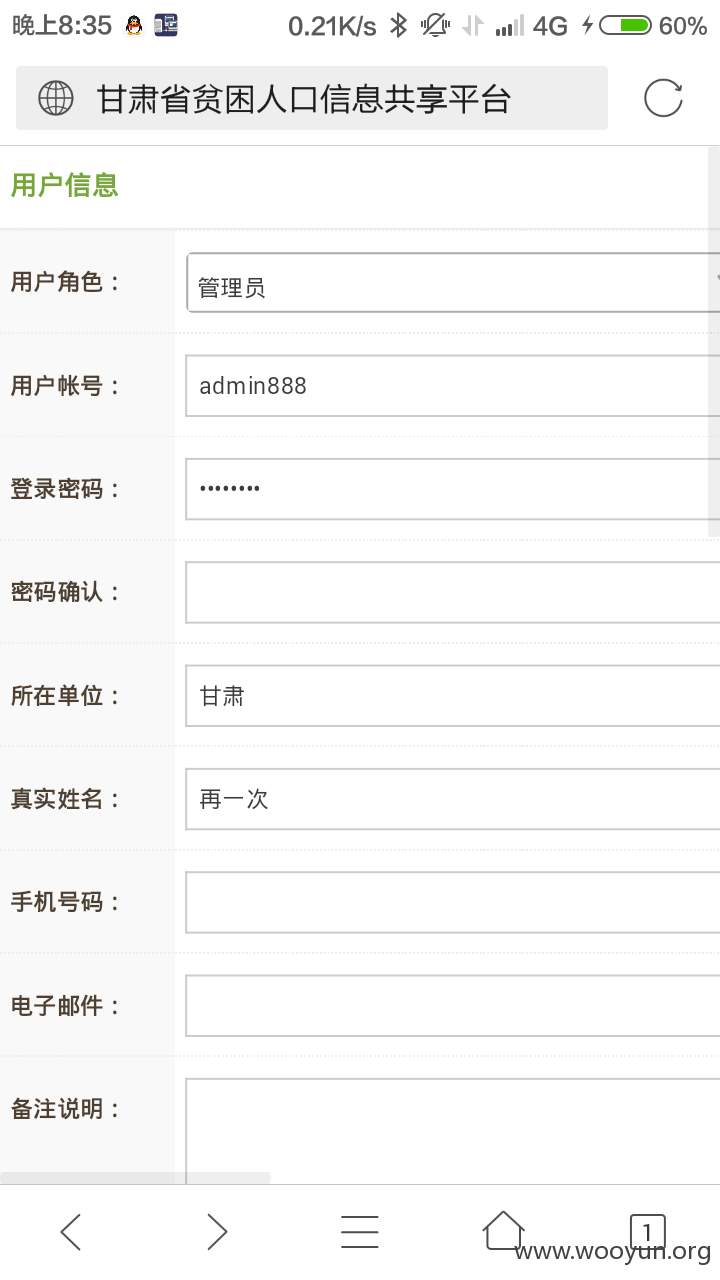 晚上8:35 0.21K/s 4G 60%
甘肃省贫困人口信息共享平台
用户信息
用户角色： 管理员
用户帐号： admin888
登录密码： ••••••••
密码确认：
所在单位： 甘肃
真实姓名： 再一次
手机号码：
电子邮件：
备注说明：
1
www.wooyun.org